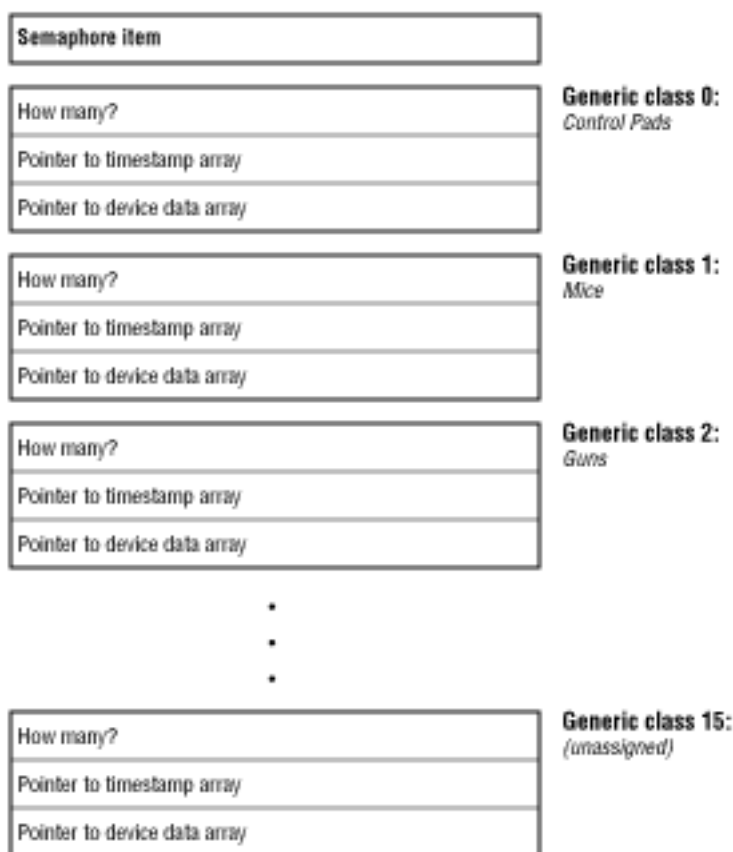 Semaphore item
How many?
Generic class 0:
Control Pads
Pointer to timestamp array
Pointer to device data array
How many?
Generic class 1:
Mice
Pointer to timestamp array
Pointer to device data array
How many?
Generic class 2:
Guns
Pointer to timestamp array
Pointer to device data array
How many?
Generic class 15:
(unassigned)
Pointer to timestamp array
Pointer to device data array